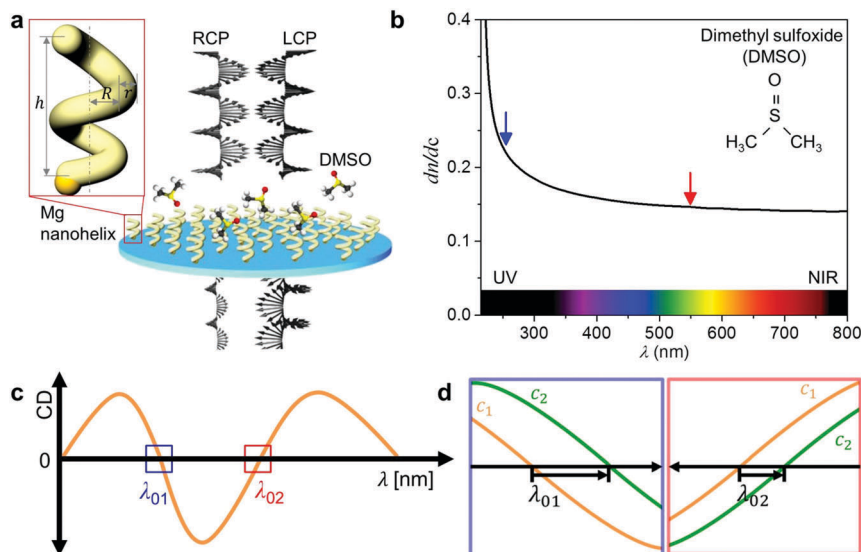 a
h
R
r
Mg
nanohelix
RCP
LCP
DMSO
b
0.4
0.3
0.2
0.1
0.0
dn/dc
Dimethyl sulfoxide
(DMSO)
O
S
H₃C
CH₃
UV
NIR
300
400
500
600
700
800
λ (nm)
c
CD
0
λ₀₁
λ₀₂
λ [nm]
d
c₁
c₂
λ₀₁
c₁
c₂
λ₀₂